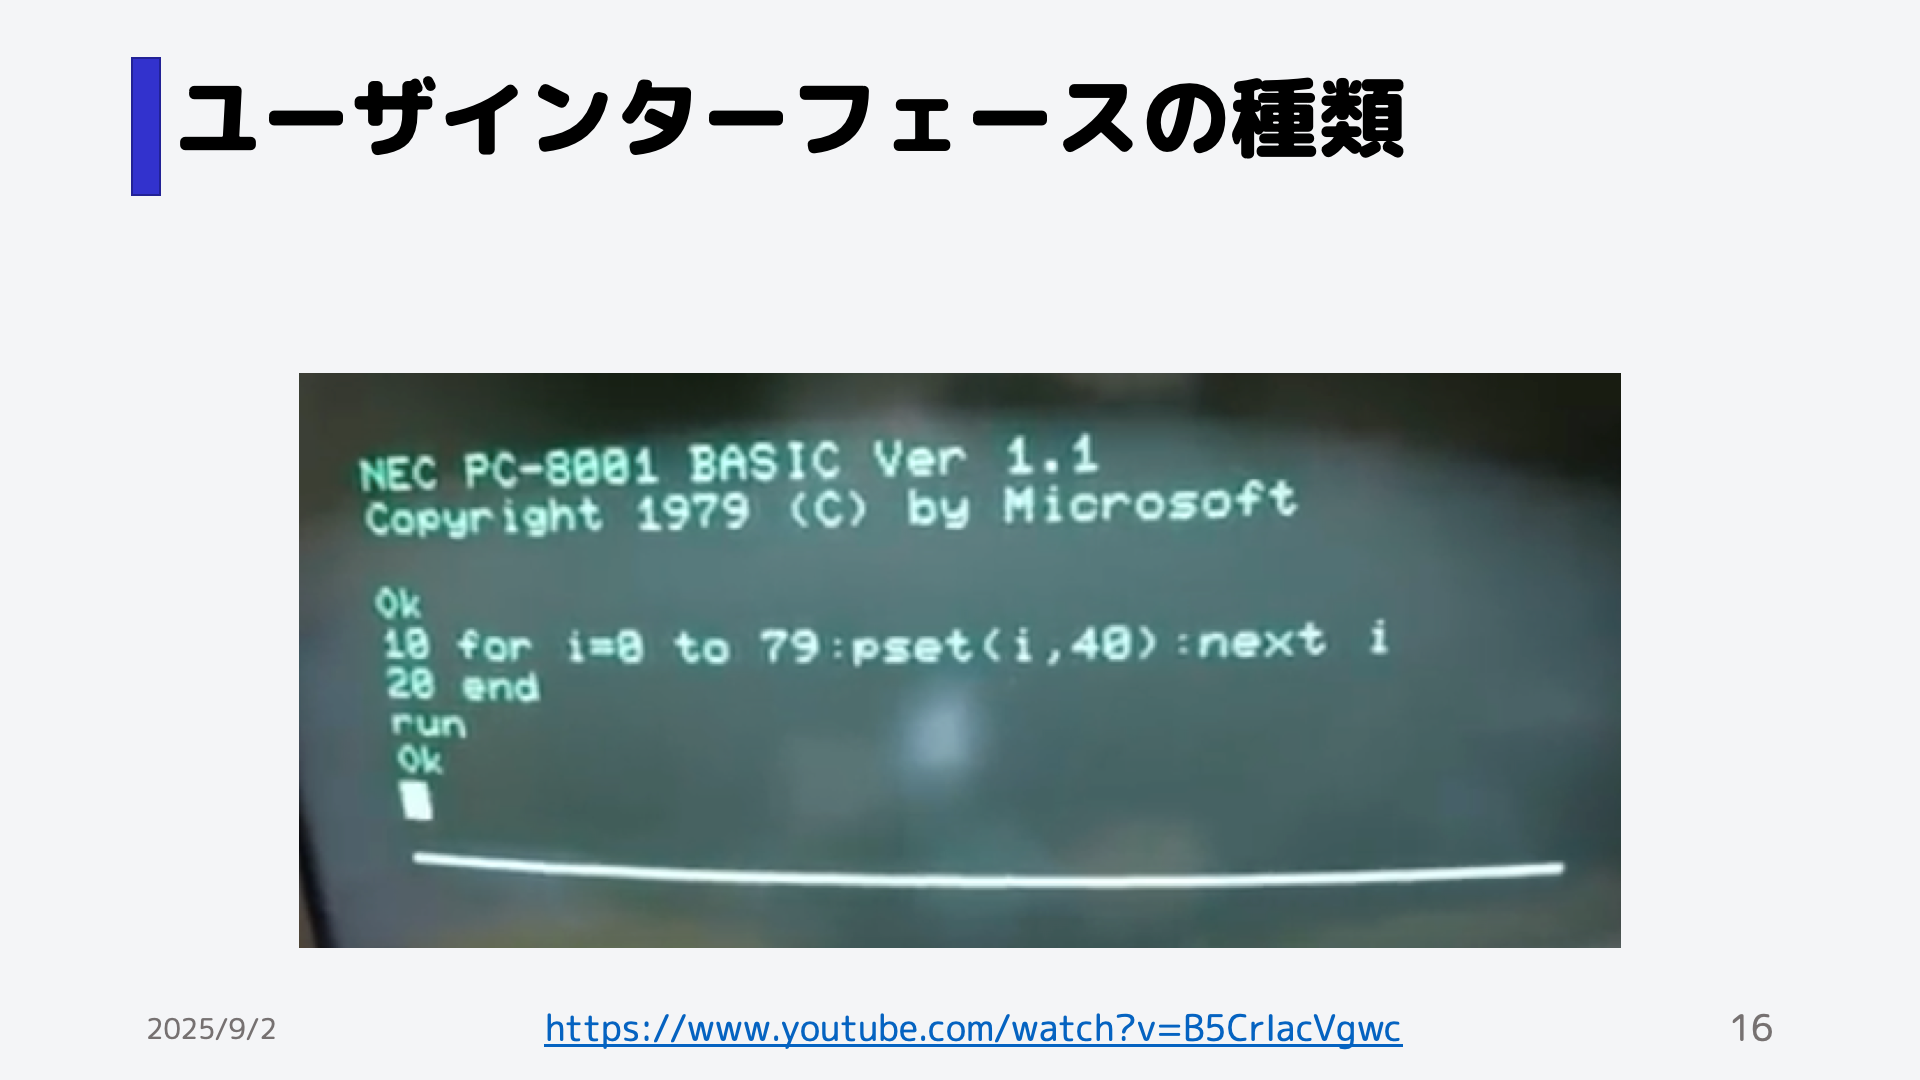 ユーザインターフェースの種類
NEC PC-8001 BASIC Ver 1.1
Copyright 1979 (C) by Microsoft
Ok
10 for i=0 to 79:pset(i,40):next i
20 end
run
Ok
2025/9/2
https://www.youtube.com/watch?v=B5CrIacVgwc
16